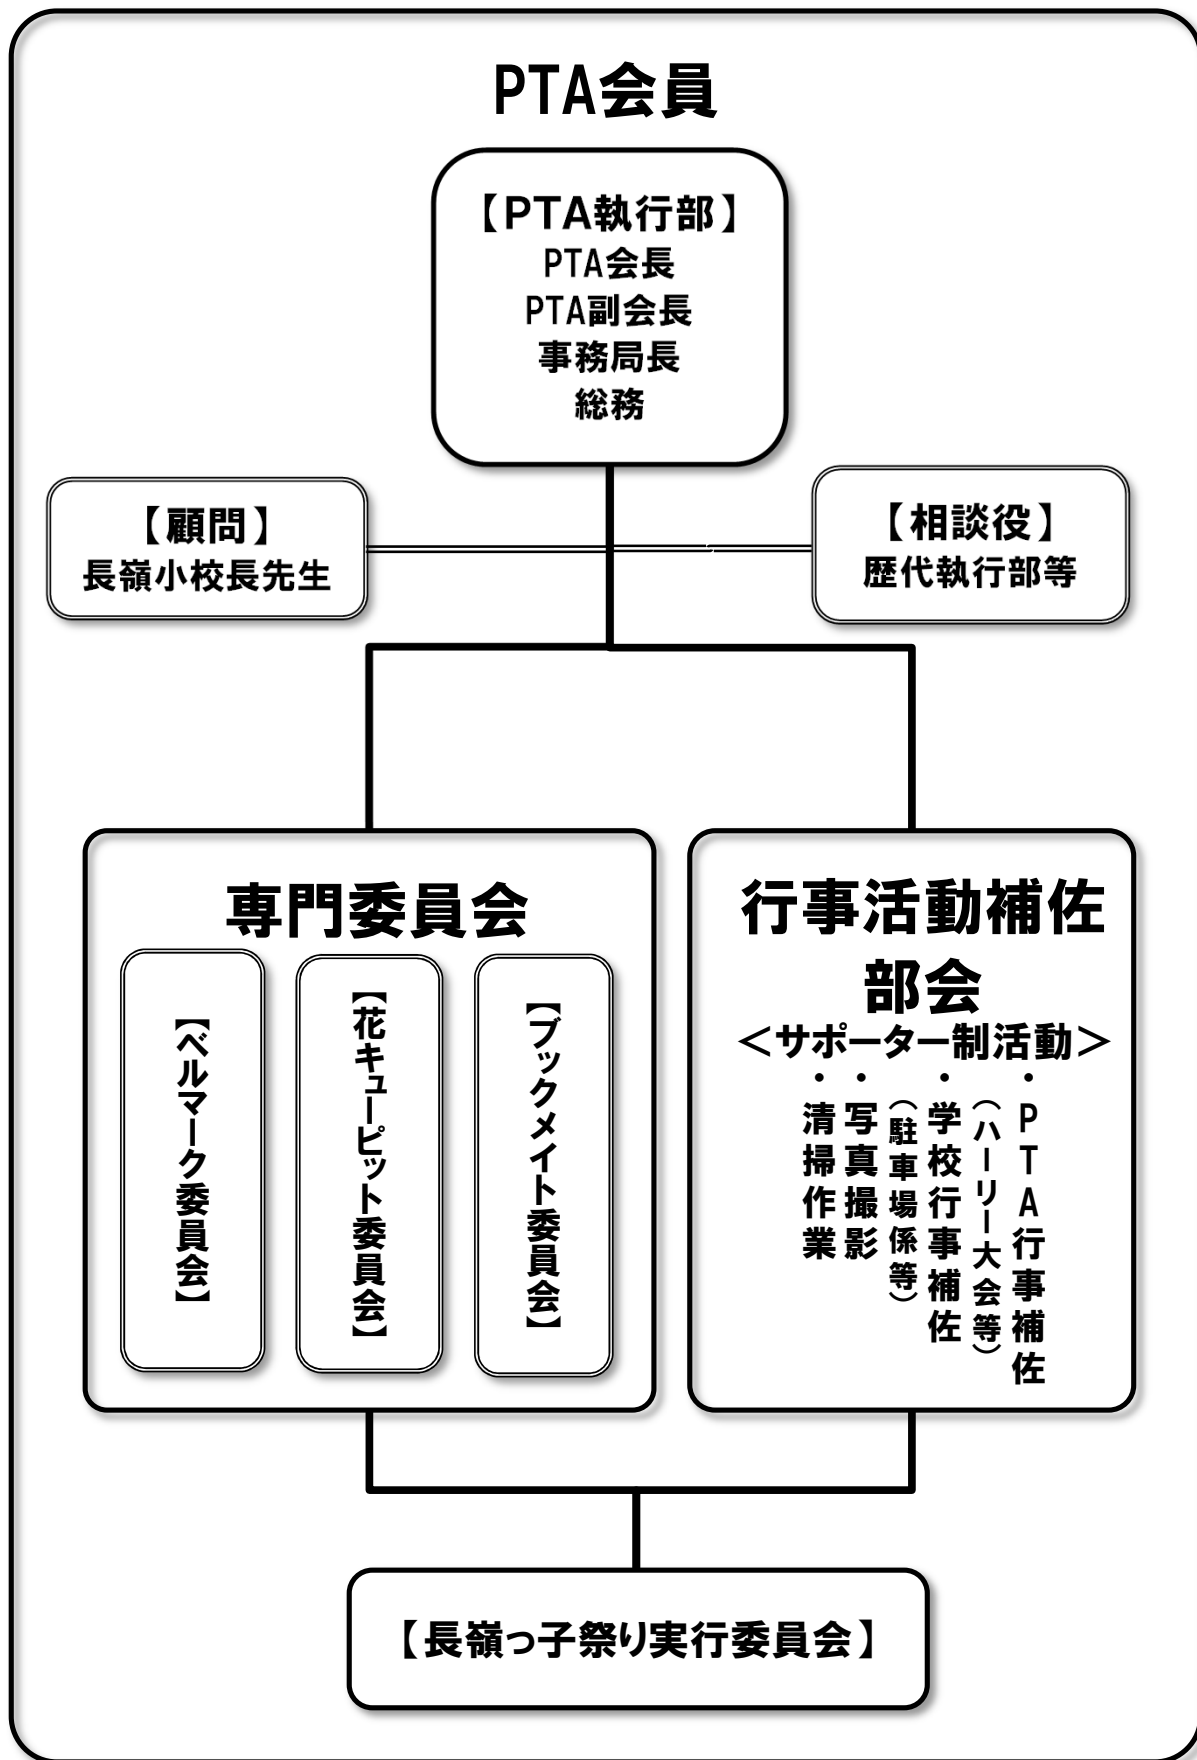 PTA会員
【PTA執行部】
PTA会長
PTA副会長
事務局長
総務
【顧問】
長嶺小校長先生
【相談役】
歴代執行部等
専門委員会
【ブックメイト委員会】
【花キューピット委員会】
【ベルマーク委員会】
行事活動補佐
部会
＜サポーター制活動＞
・PTA行事補佐
（ハーリー大会等）
・学校行事補佐
（駐車場係等）
・写真撮影
・清掃作業
【長嶺っ子祭り実行委員会】